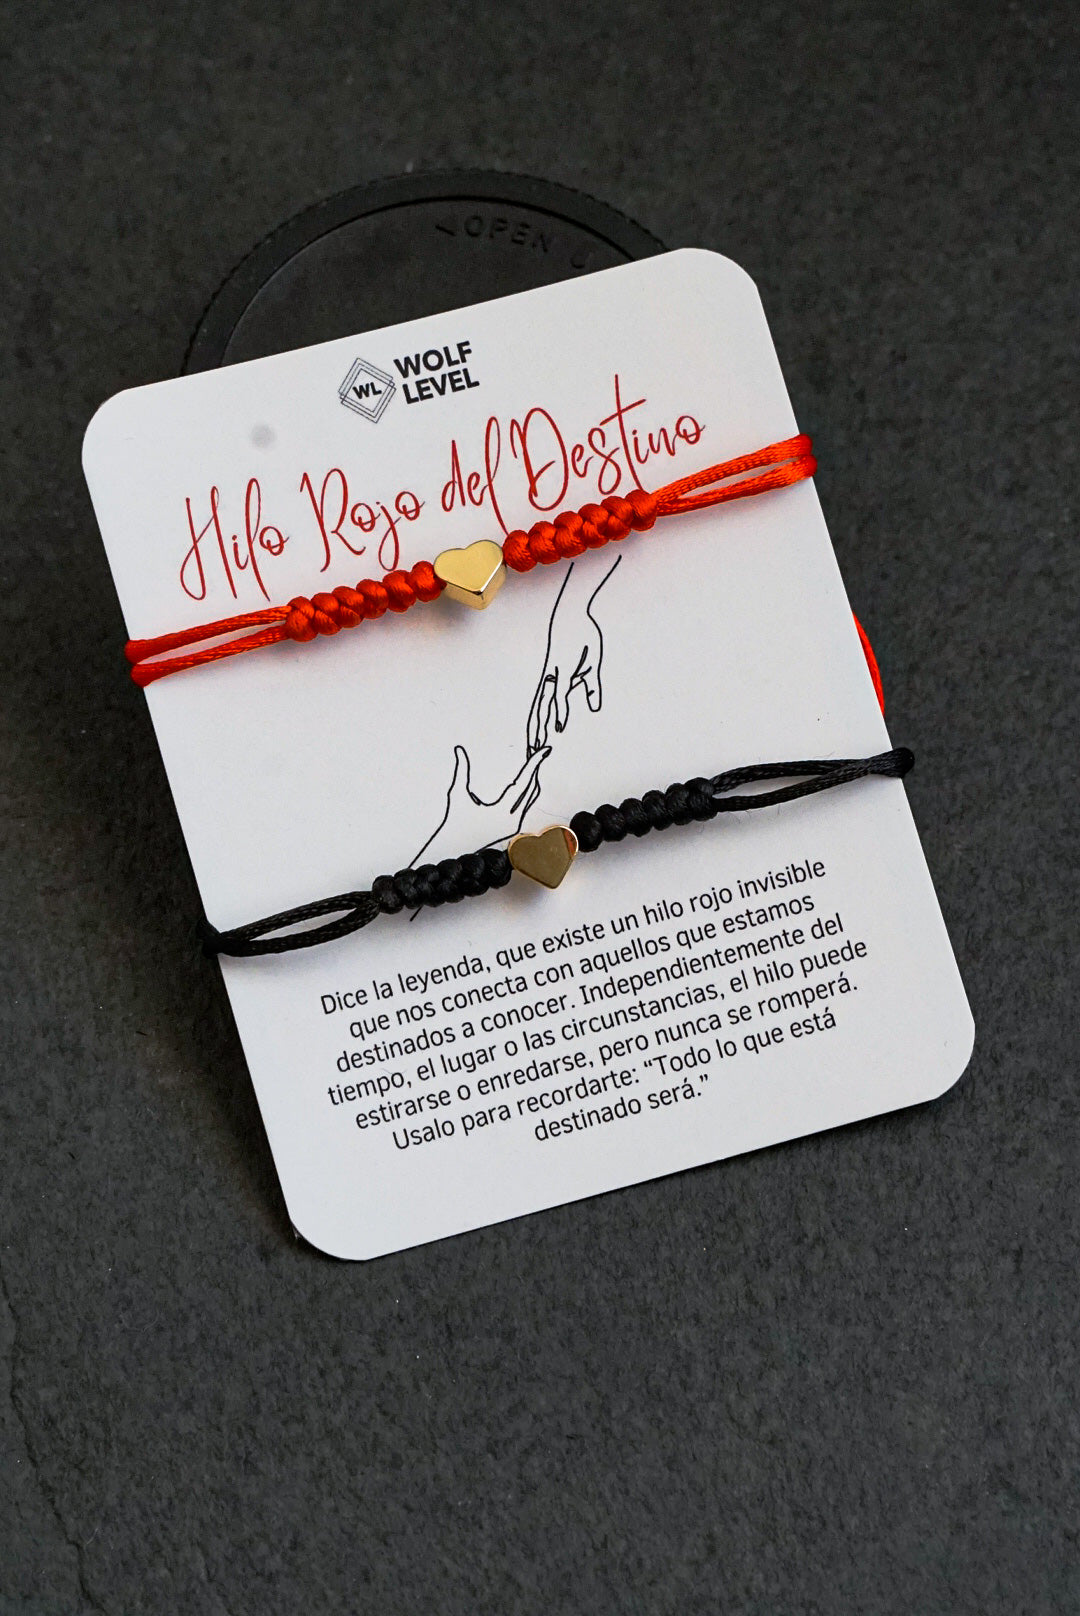 <OPEN
WL
WOLF
LEVEL
Hilo Rojo del Destino
Dice la leyenda, que existe un hilo rojo invisible
que nos conecta con aquellos que estamos
destinados a conocer. Independientemente del
tiempo, el lugar o las circunstancias, el hilo puede
estirarse o enredarse, pero nunca se romperá.
Usalo para recordarte: “Todo lo que está
destinado será.”